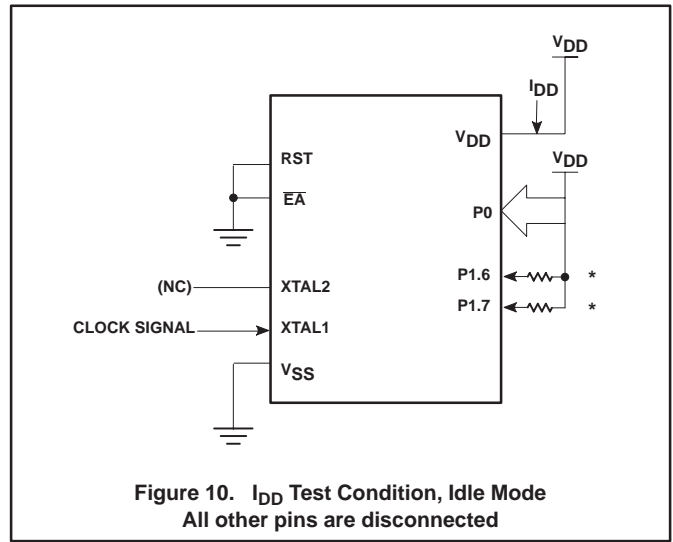 VDD
IDD
VDD
VDD
RST
EA
P0
(NC)
XTAL2
P1.6
*
CLOCK SIGNAL
XTAL1
P1.7
*
VSS
Figure 10. IDD Test Condition, Idle Mode
All other pins are disconnected